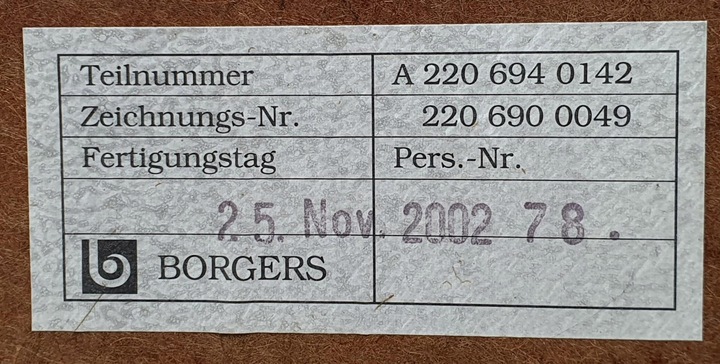 Teilnummer A 220 694 0142
Zeichnungs-Nr. 220 690 0049
Fertigungstag Pers.-Nr.
25. Nov. 2002 78.
BORGERS